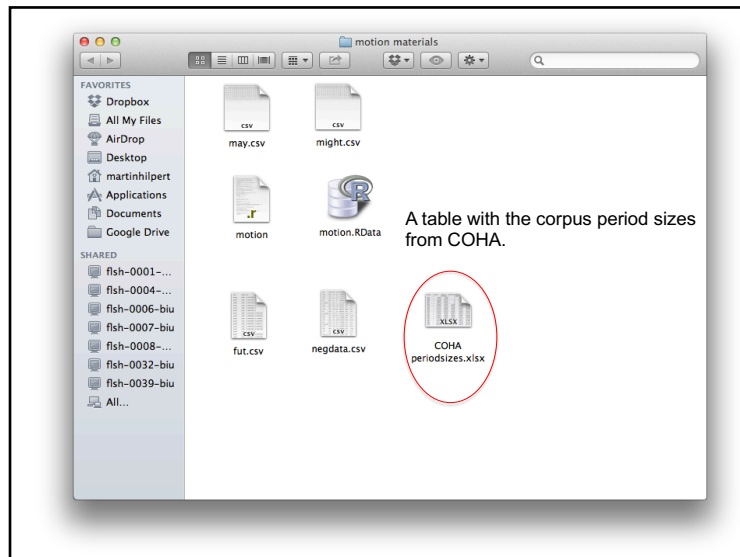 motion materials
FAVORITES
Dropbox
All My Files
AirDrop
Desktop
martinhilpert
Applications
Documents
Google Drive
SHARED
flsh-0001-...
flsh-0004-...
flsh-0006-biu
flsh-0007-biu
flsh-0008-...
flsh-0032-biu
flsh-0039-biu
All...
CSV
CSV
may.csv
might.csv
.r
R
motion
motion.RData
A table with the corpus period sizes
from COHA.
CSV
CSV
XLSX
fut.csv
negdata.csv
COHA
periodsizes.xlsx